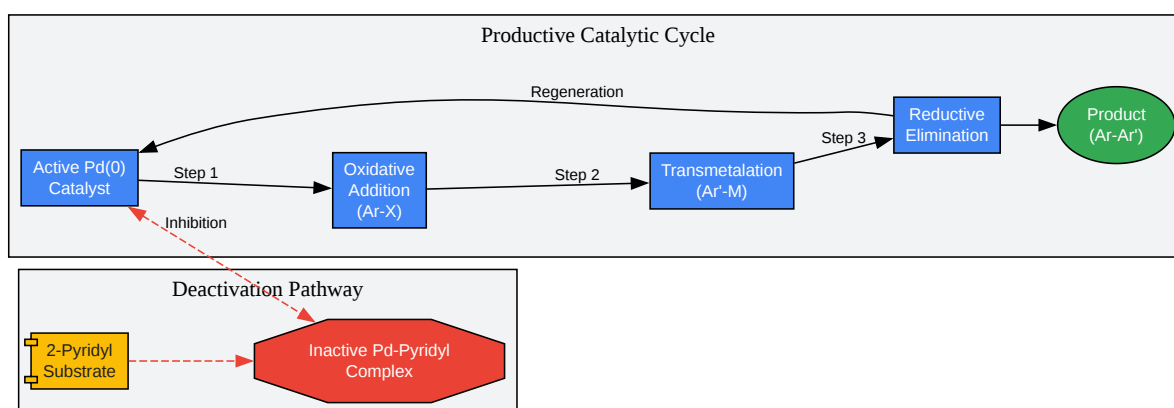 Productive Catalytic Cycle
Regeneration
Active Pd(0)
Catalyst
Step 1
Oxidative
Addition
(Ar-X)
Step 2
Transmetalation
(Ar'-M)
Step 3
Reductive
Elimination
Product
(Ar-Ar')
Inhibition
Deactivation Pathway
2-Pyridyl
Substrate
Inactive Pd-Pyridyl
Complex